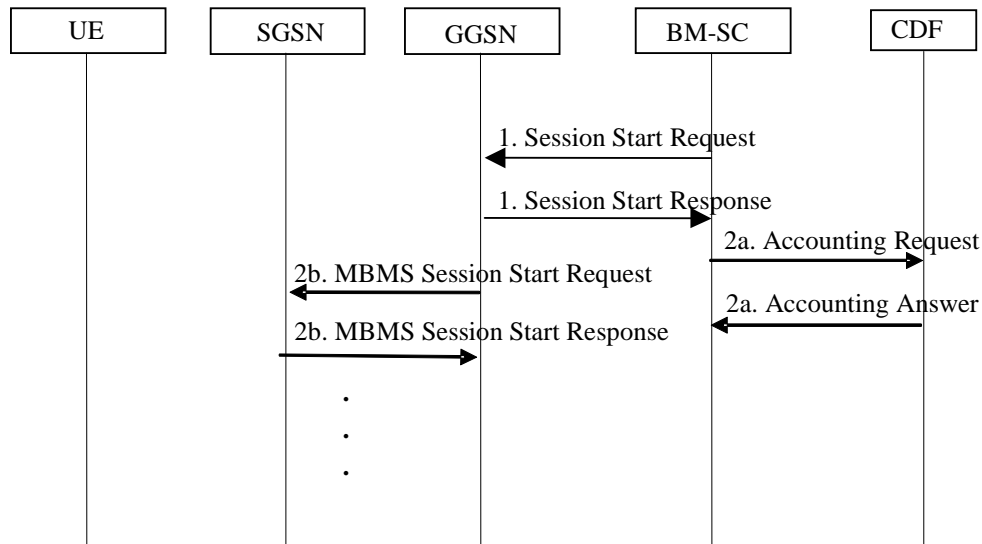 UE
SGSN
GGSN
BM-SC
CDF
1. Session Start Request
1. Session Start Response
2a. Accounting Request
2b. MBMS Session Start Request
2a. Accounting Answer
2b. MBMS Session Start Response
.
.
.